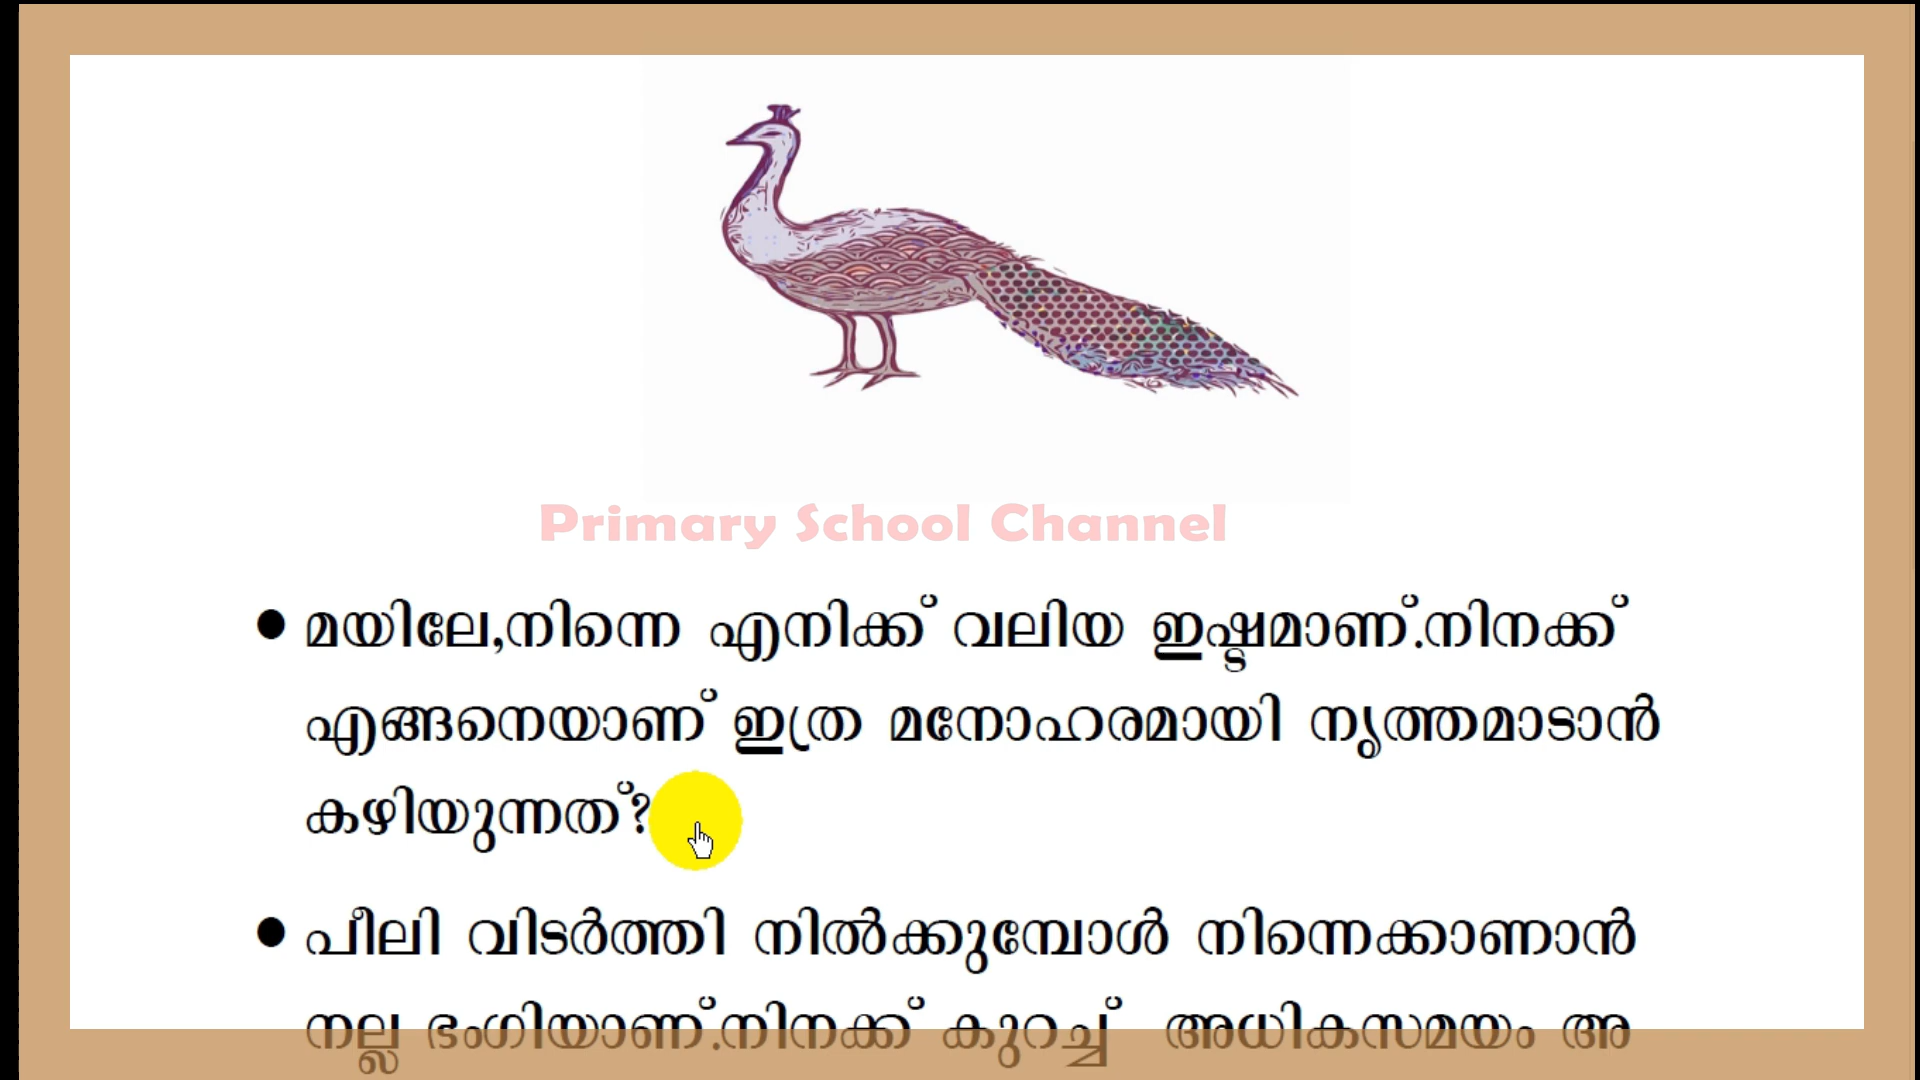 Primary School Channel
● മയിലേ,നിന്നെ എനിക്ക് വലിയ ഇഷ്ടമാണ്.നിനക്ക്
എങ്ങനെയാണ് ഇത്ര മനോഹരമായി നൃത്തമാടാൻ
കഴിയുന്നത്?
● പീലി വിടർത്തി നിൽക്കുമ്പോൾ നിന്നെക്കാണാൻ
നല്ല ഭംഗിയാണ്.നിനക്ക് കുറച്ച് അധികസമയം അ